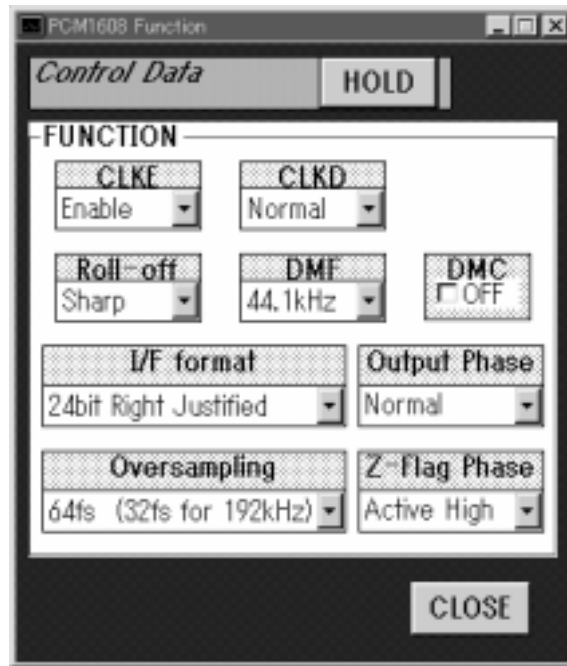 PCM1608 Function
Control Data HOLD
FUNCTION
CLKE CLKD
Enable Normal
Roll-off DMF DMC
Sharp 44.1kHz OFF
I/F format Output Phase
24bit Right Justified Normal
Oversampling Z-flag Phase
64fs (32fs for 192kHz) Active High
CLOSE